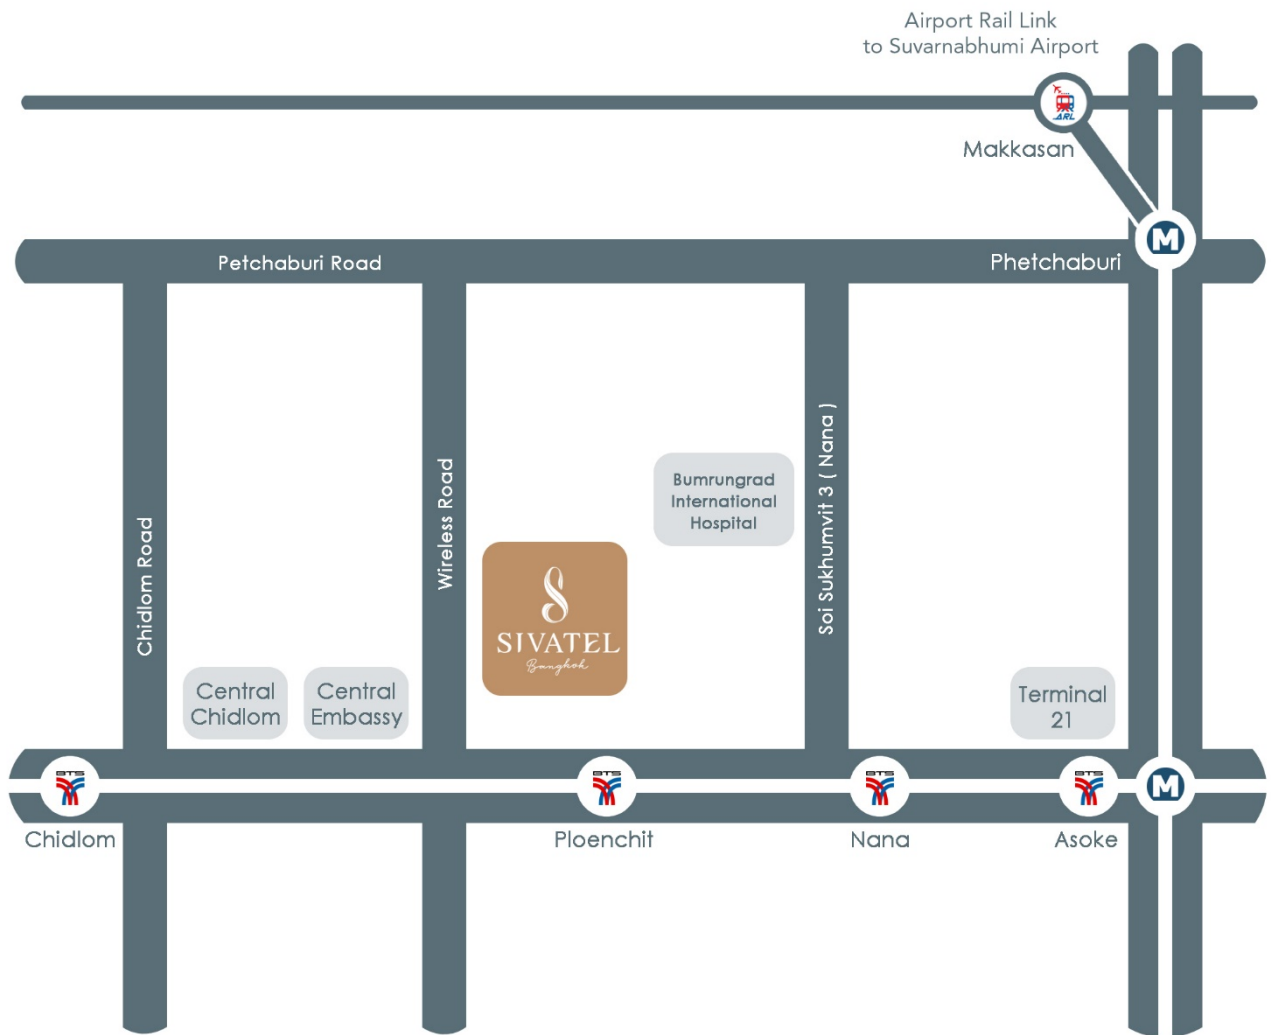 Airport Rail Link
to Suvarnabhumi Airport
ARL
Makkasan
M
Petchaburi Road
Phetchaburi
Chidlom Road
Wireless Road
Soi Sukhumvit 3 ( Nana )
Bumrungrad
International
Hospital
SIVATEL
Bangkok
Central
Chidlom
Central
Embassy
Terminal
21
BTS
BTS
BTS
BTS
M
Chidlom
Ploenchit
Nana
Asoke